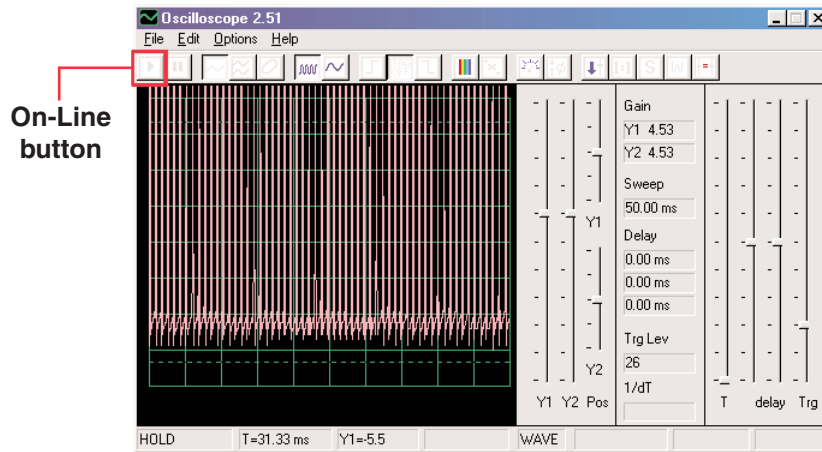 Oscilloscope 2.51
File Edit Options Help
On-Line
button
1:1 S W
Gain
Y1 4.53
Y2 4.53
Sweep
50.00 ms
Delay
0.00 ms
0.00 ms
0.00 ms
Trg Lev
26
1/dT
Y1
Y2
Y1 Y2 Pos
T delay Trg
HOLD T=31.33 ms Y1=-5.5 WAVE